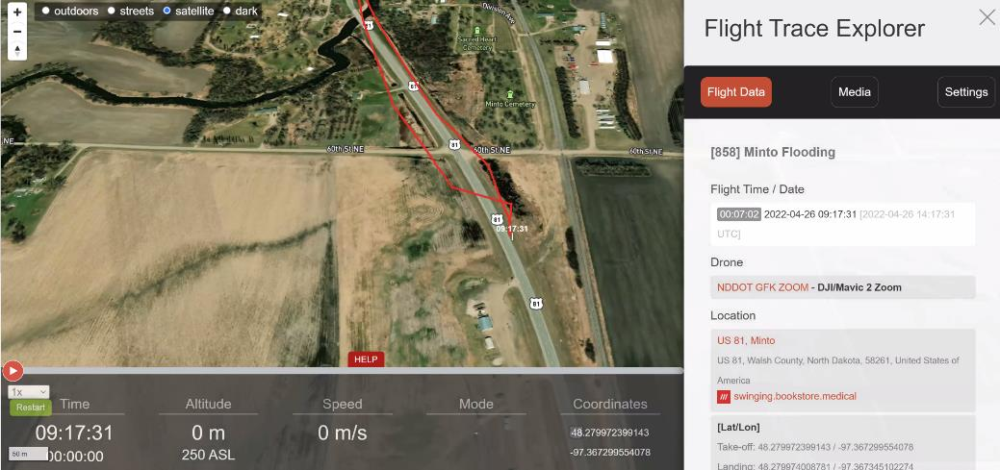 +
−
outdoors streets satellite dark
81
Division Ave
Sacred Heart
Cemetery
81
Minto Cemetery
NE
60th St NE
81
60th St NE
60th St NE
81
09:17:31
81
HELP
1x
Restart
Time
Altitude
Speed
Mode
Coordinates
09:17:31
0 m
0 m/s
-
48.279972399143
00:00:00
250 ASL
-97.367299554078
50 m
Flight Trace Explorer
Flight Data
Media
Settings
[858] Minto Flooding
Flight Time / Date
00:07:02 2022-04-26 09:17:31 [2022-04-26 14:17:31
UTC]
Drone
NDDOT GFK ZOOM - DJI/Mavic 2 Zoom
Location
US 81, Minto
US 81, Walsh County, North Dakota, 58261, United States of
America
/// swinging.bookstore.medical
[Lat/Lon]
Take-off: 48.279972399143 / -97.367299554078
Landing: 48.279974008781 / -97.367345102274